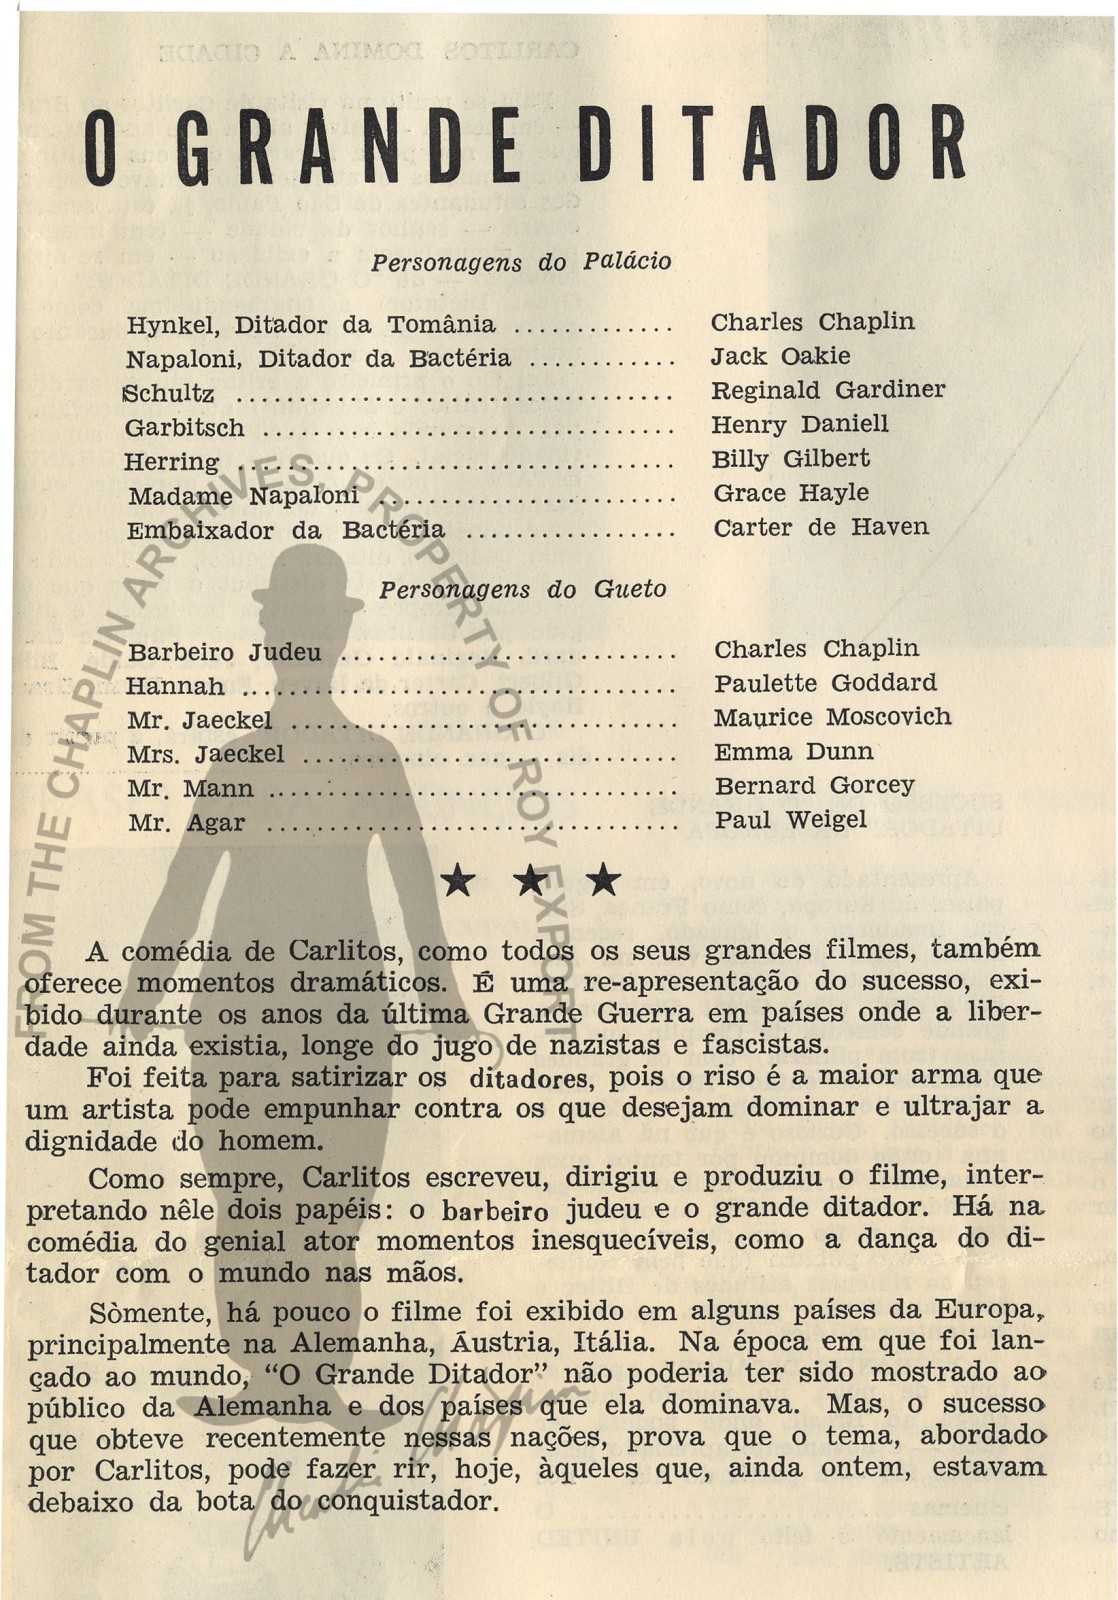 O GRANDE DITADOR
Personagens do Palácio
Hynkel, Ditador da Tomânia ............. Charles Chaplin
Napaloni, Ditador da Bactéria ............ Jack Oakie
Schultz .................................. Reginald Gardiner
Garbitsch ................................ Henry Daniell
Herring .................................. Billy Gilbert
Madame Napaloni ........................ Grace Hayle
Embaixador da Bactéria ................. Carter de Haven
Personagens do Gueto
Barbeiro Judeu .......................... Charles Chaplin
Hannah .................................. Paulette Goddard
Mr. Jaeckel .............................. Maurice Moscovich
Mrs. Jaeckel ............................. Emma Dunn
Mr. Mann ................................ Bernard Gorcey
Mr. Agar ................................ Paul Weigel
★ ★ ★
A comédia de Carlitos, como todos os seus grandes filmes, também
oferece momentos dramáticos. É uma re-apresentação do sucesso, exi-
bido durante os anos da última Grande Guerra em países onde a liber-
dade ainda existia, longe do jugo de nazistas e fascistas.
Foi feita para satirizar os ditadores, pois o riso é a maior arma que
um artista pode empunhar contra os que desejam dominar e ultrajar a
dignidade do homem.
Como sempre, Carlitos escreveu, dirigiu e produziu o filme, inter-
pretando nêle dois papéis: o barbeiro judeu e o grande ditador. Há na
comédia do genial ator momentos inesquecíveis, como a dança do di-
tador com o mundo nas mãos.
Sòmente, há pouco o filme foi exibido em alguns países da Europa,
principalmente na Alemanha, Áustria, Itália. Na época em que foi lan-
çado ao mundo, “O Grande Ditador” não poderia ter sido mostrado ao
público da Alemanha e dos países que ela dominava. Mas, o sucesso
que obteve recentemente nessas nações, prova que o tema, abordado
por Carlitos, pode fazer rir, hoje, àqueles que, ainda ontem, estavam
debaixo da bota do conquistador.
FROM THE CHAPLIN ARCHIVES, PROPERTY OF ROY EXPORT
Charlie Chaplin